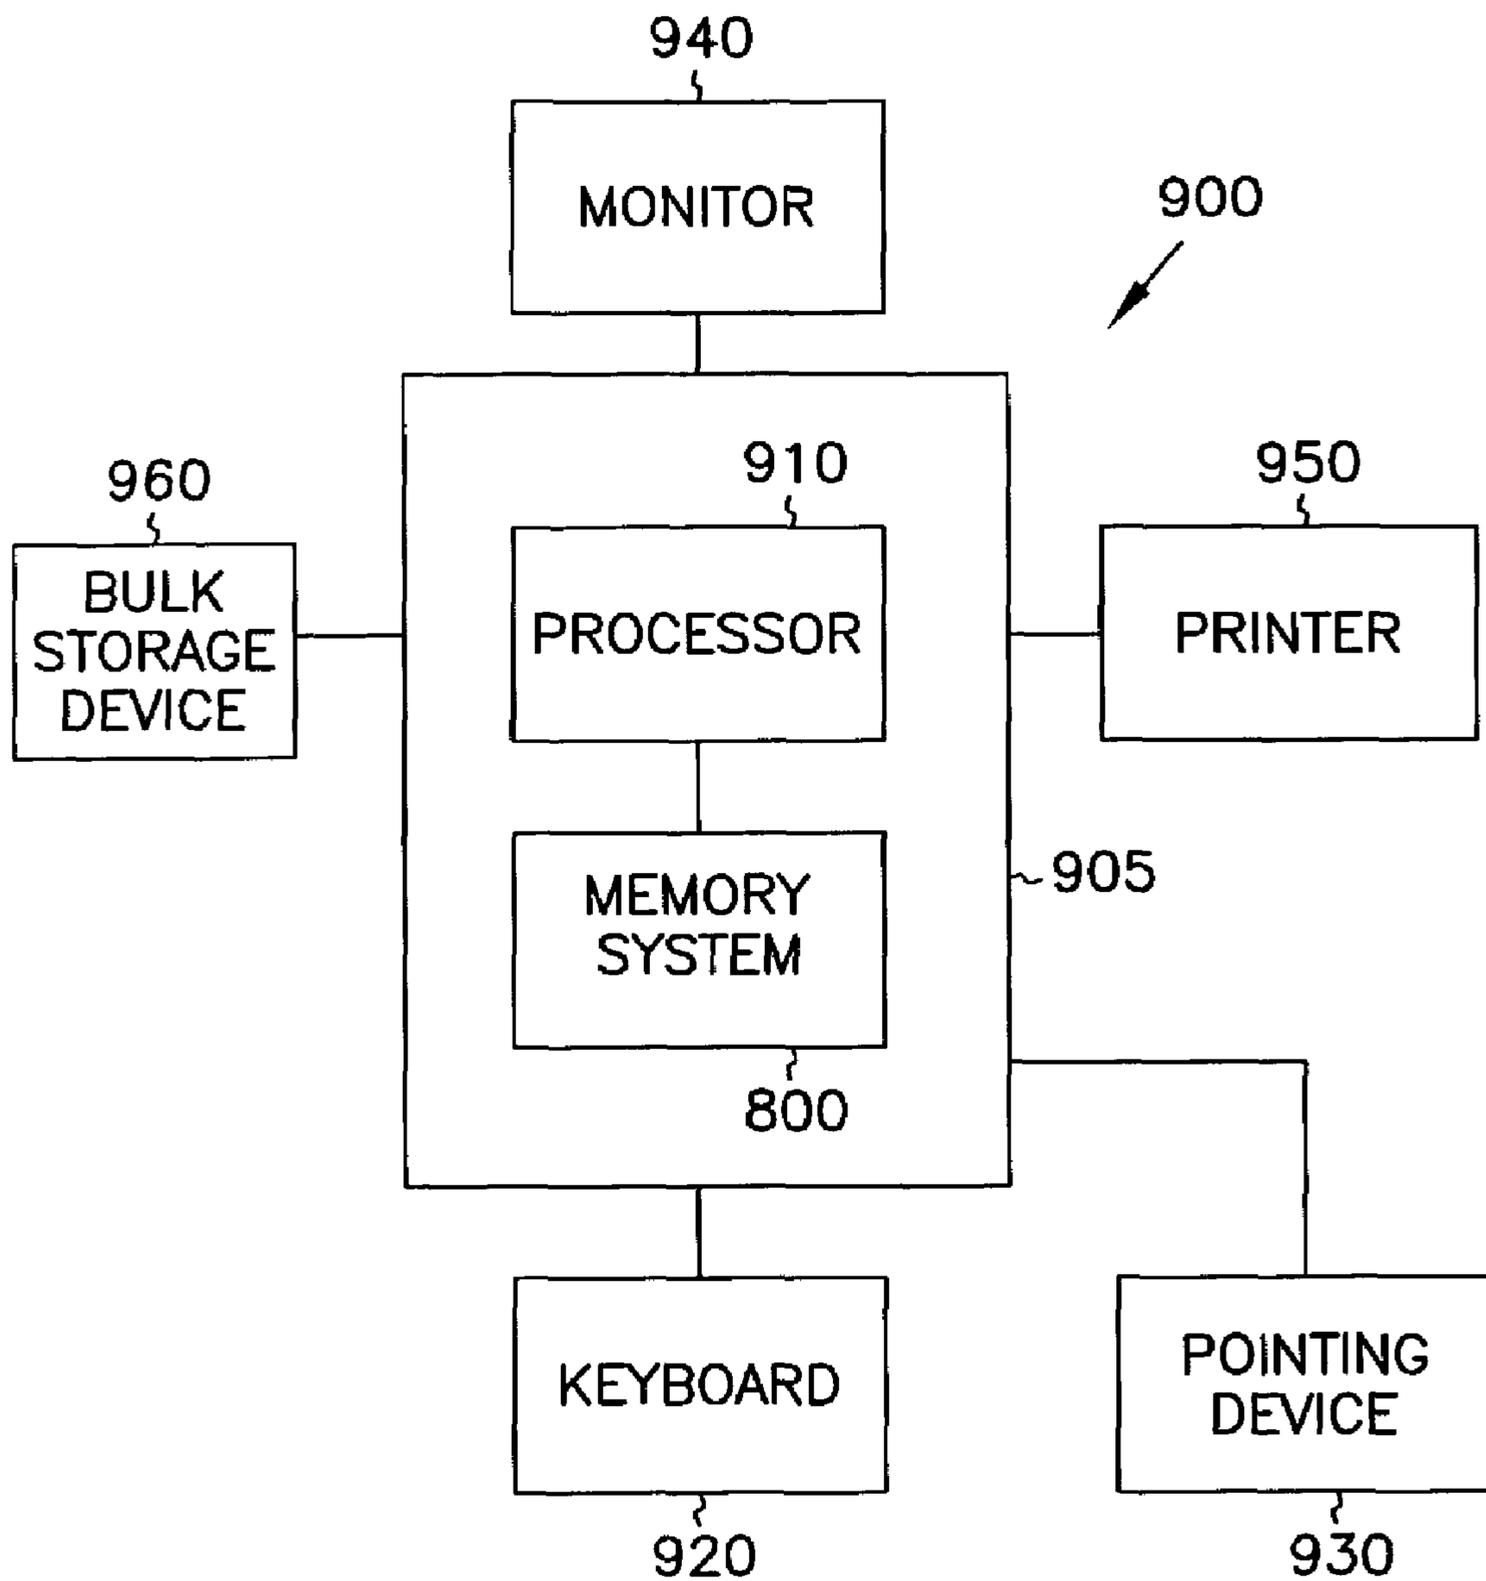 940
MONITOR
900
960
BULK
STORAGE
DEVICE
910
PROCESSOR
950
PRINTER
MEMORY
SYSTEM
905
800
KEYBOARD
920
POINTING
DEVICE
930